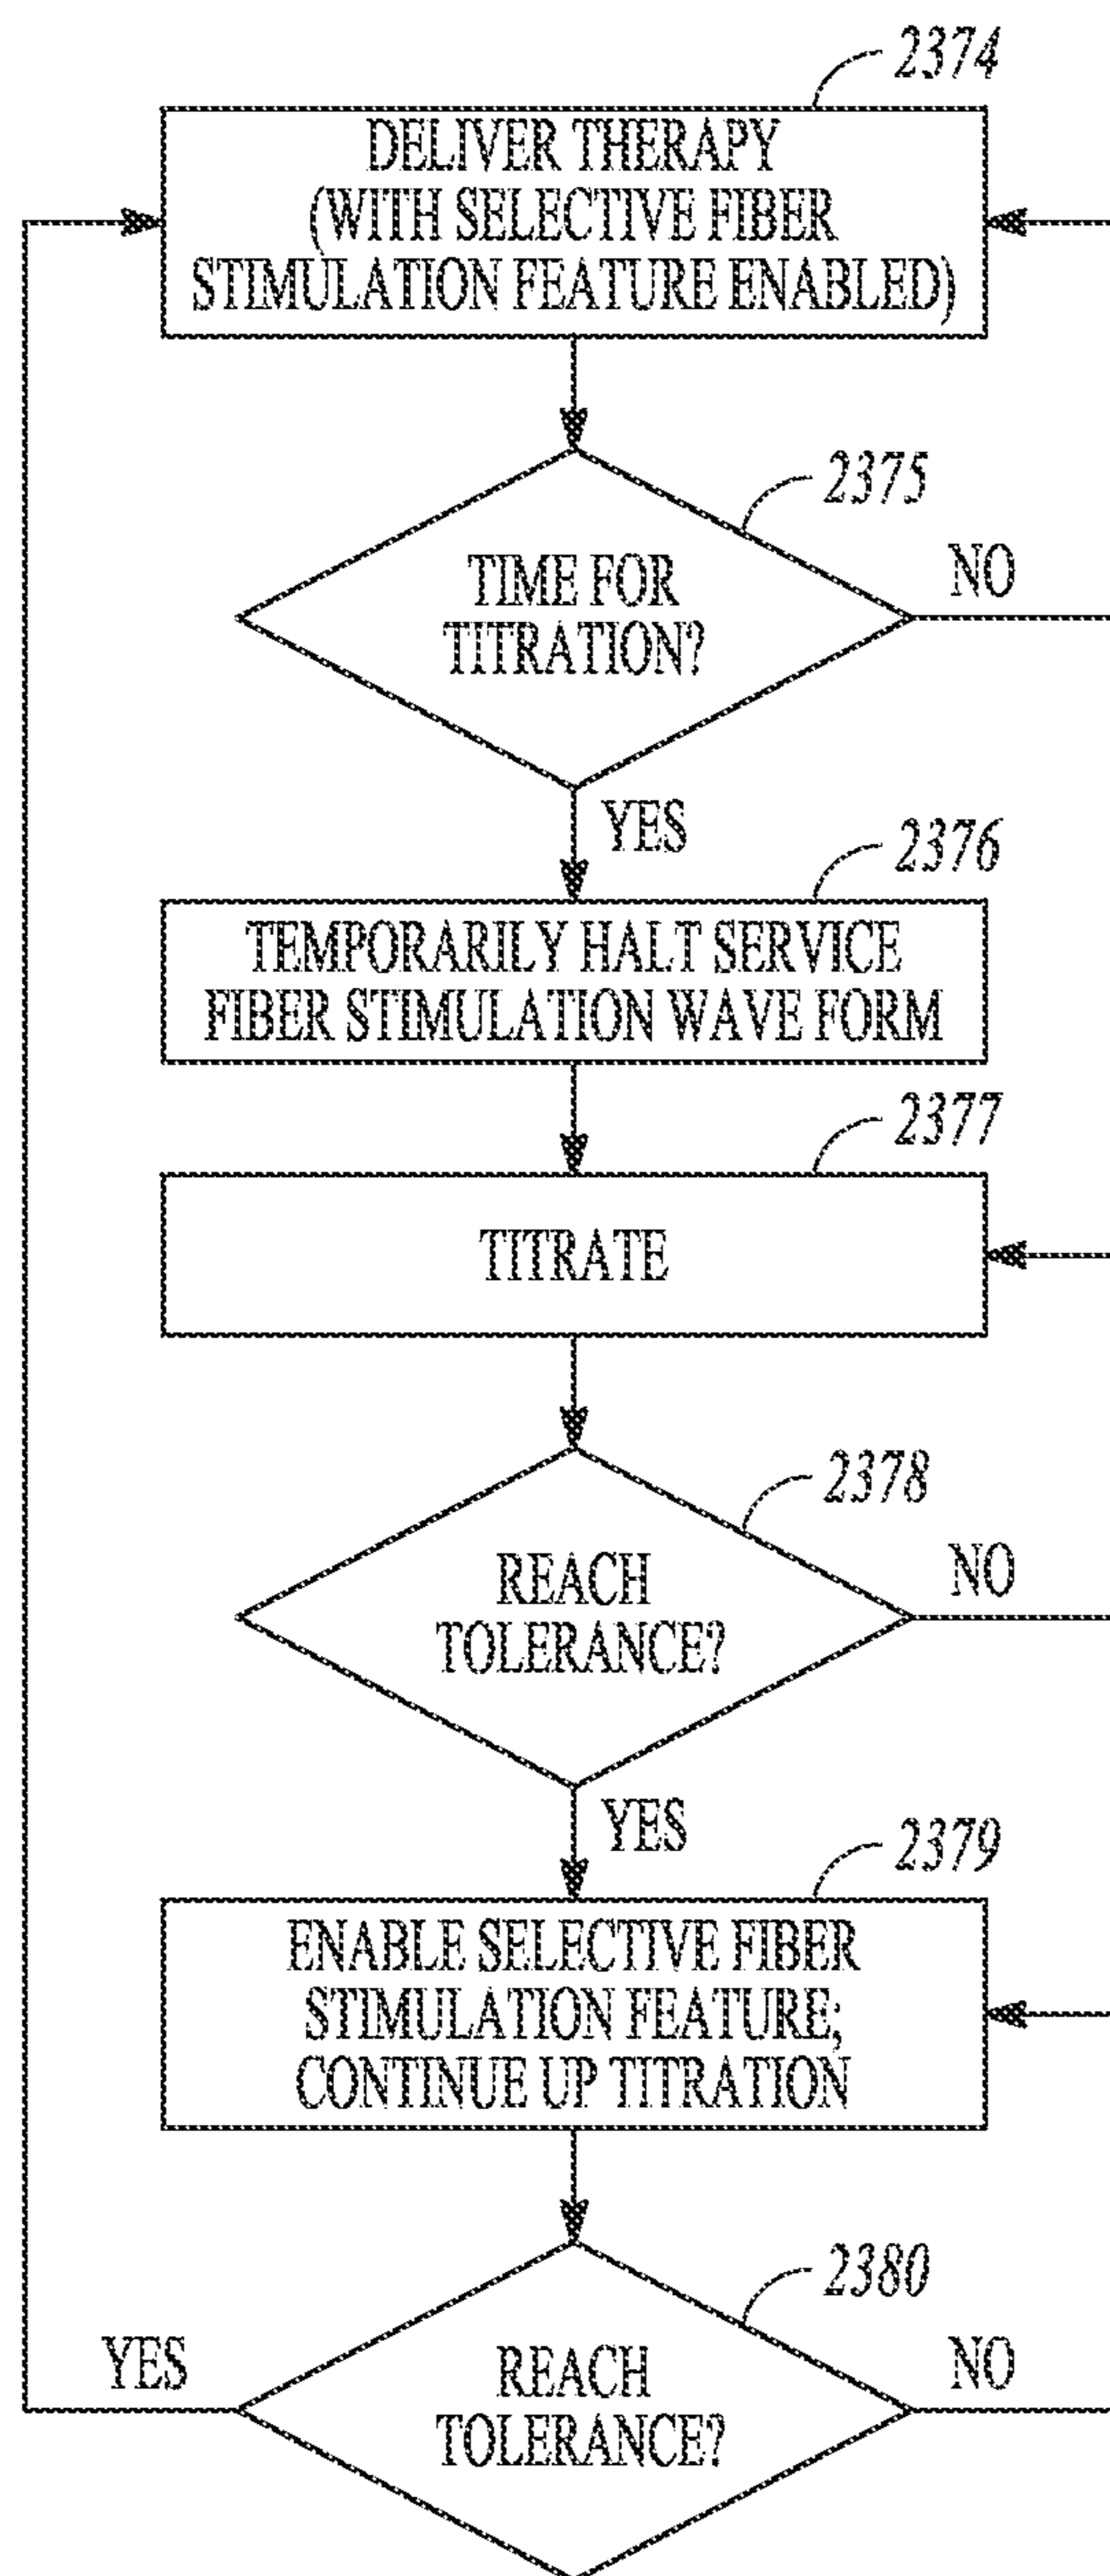 2374
DELIVER THERAPY
(WITH SELECTIVE FIBER
STIMULATION FEATURE ENABLED)
2375
TIME FOR
TITRATION?
NO
YES
2376
TEMPORARILY HALT SERVICE
FIBER STIMULATION WAVE FORM
2377
TITRATE
2378
REACH
TOLERANCE?
NO
YES
2379
ENABLE SELECTIVE FIBER
STIMULATION FEATURE;
CONTINUE UP TITRATION
2380
YES
REACH
TOLERANCE?
NO